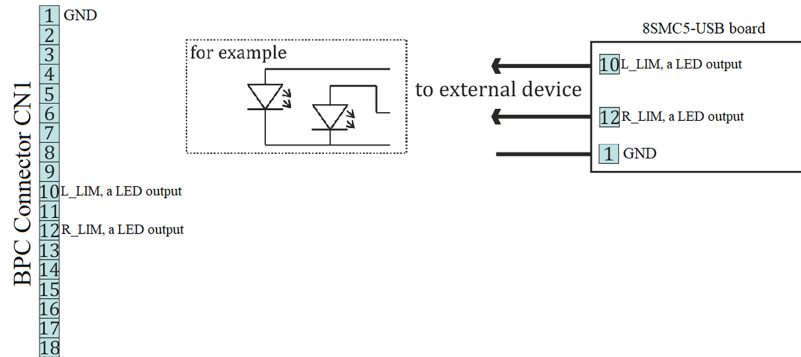 BPC Connector CN1
1 GND
2
3
4
5
6
7
8
9
10 L_LIM, a LED output
11
12 R_LIM, a LED output
13
14
15
16
17
18
for example
to external device
8SMC5-USB board
10 L_LIM, a LED output
12 R_LIM, a LED output
1 GND